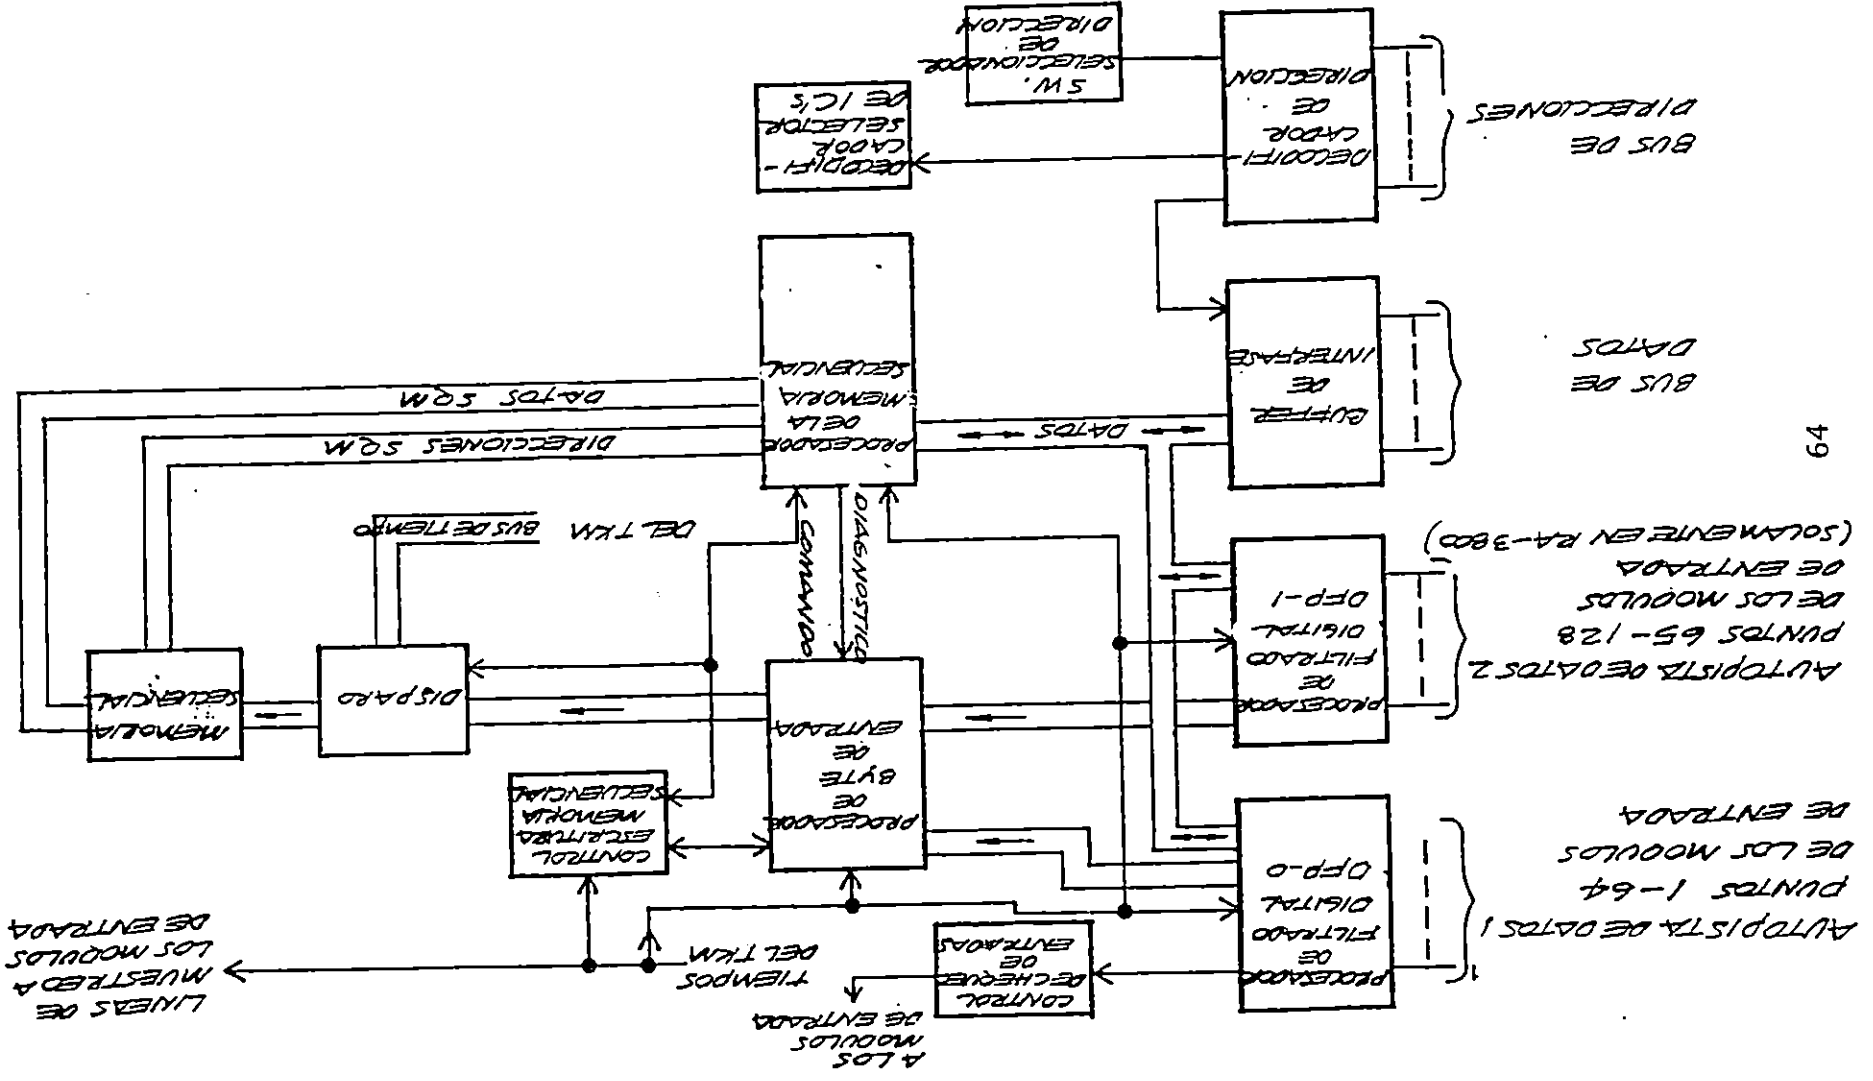 AUTOPISTA DE DATOS 1
PUNTOS 1-64
DE LOS MODULOS
DE ENTRADA
PROCESADOR
DE
FILTRADO
DIGITAL
DFP-0
CONTROL
DE CHEQUEO
DE
ENTRADAS
A LOS
MODULOS
DE ENTRADA
TIEMPOS
DEL TKM
LINEAS DE
MUESTREO A
LOS MODULOS
DE ENTRADA
AUTOPISTA DE DATOS 2
PUNTOS 65-128
DE LOS MODULOS
DE ENTRADA
(SOLAMENTE EN RA-3800)
PROCESADOR
DE
FILTRADO
DIGITAL
DFP-1
PROCESADOR
DE
BYTE
DE
ENTRADA
CONTROL
ESCRITURA
MEMORIA
SECUENCIAL
DISPARO
MEMORIA
SECUENCIAL
DIAGNOSTICO
COMANDO
DEL TKM BUS DE TIEMPO
BUS DE
DATOS
BUFFER
DE
INTERFASE
DATOS
PROCESADOR
DE LA
MEMORIA
SECUENCIAL
DIRECCIONES SQM
DATOS SQM
BUS DE
DIRECCIONES
DECODIFI-
CADOR
DE
DIRECCION
DECODIFI-
CADOR
SELECTOR
DE IC'S
SW.
SELECCIONADOR
DE
DIRECCION
64